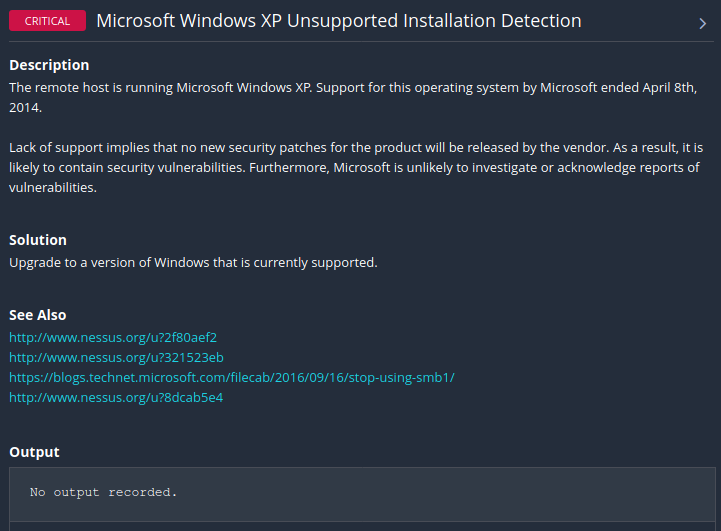 CRITICAL Microsoft Windows XP Unsupported Installation Detection
Description
The remote host is running Microsoft Windows XP. Support for this operating system by Microsoft ended April 8th,
2014.
Lack of support implies that no new security patches for the product will be released by the vendor. As a result, it is
likely to contain security vulnerabilities. Furthermore, Microsoft is unlikely to investigate or acknowledge reports of
vulnerabilities.
Solution
Upgrade to a version of Windows that is currently supported.
See Also
http://www.nessus.org/u?2f80aef2
http://www.nessus.org/u?321523eb
https://blogs.technet.microsoft.com/filecab/2016/09/16/stop-using-smb1/
http://www.nessus.org/u?8dcab5e4
Output
No output recorded.